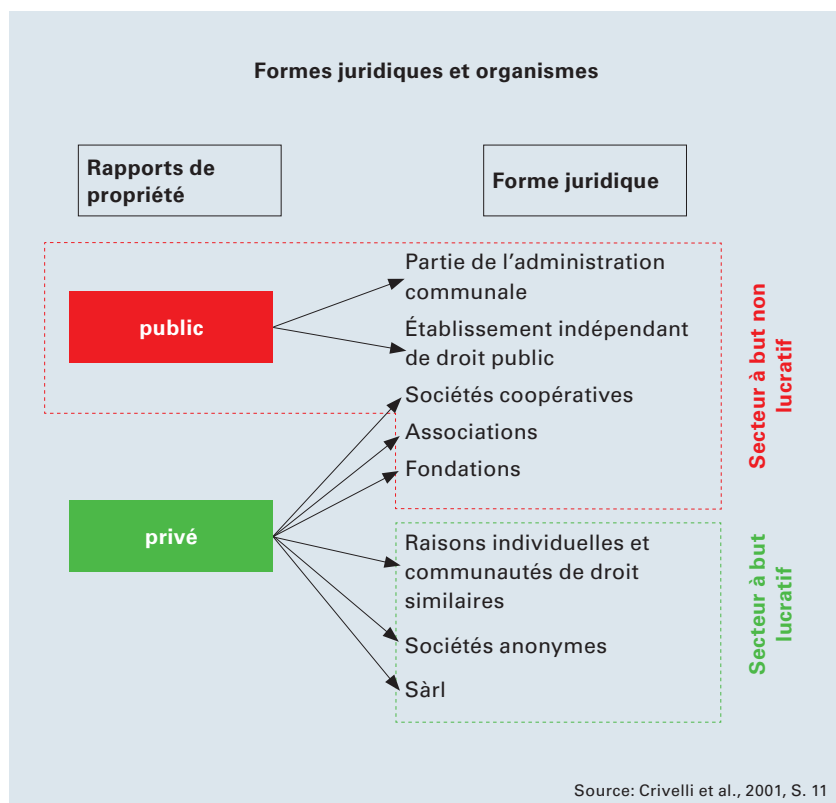 Formes juridiques et organismes
Rapports de
propriété
Forme juridique
public
Partie de l'administration
communale
Établissement indépendant
de droit public
Sociétés coopératives
Associations
Fondations
Secteur à but non
lucratif
privé
Raisons individuelles et
communautés de droit
similaires
Sociétés anonymes
Sàrl
Secteur à but
lucratif
Source: Crivelli et al., 2001, S. 11